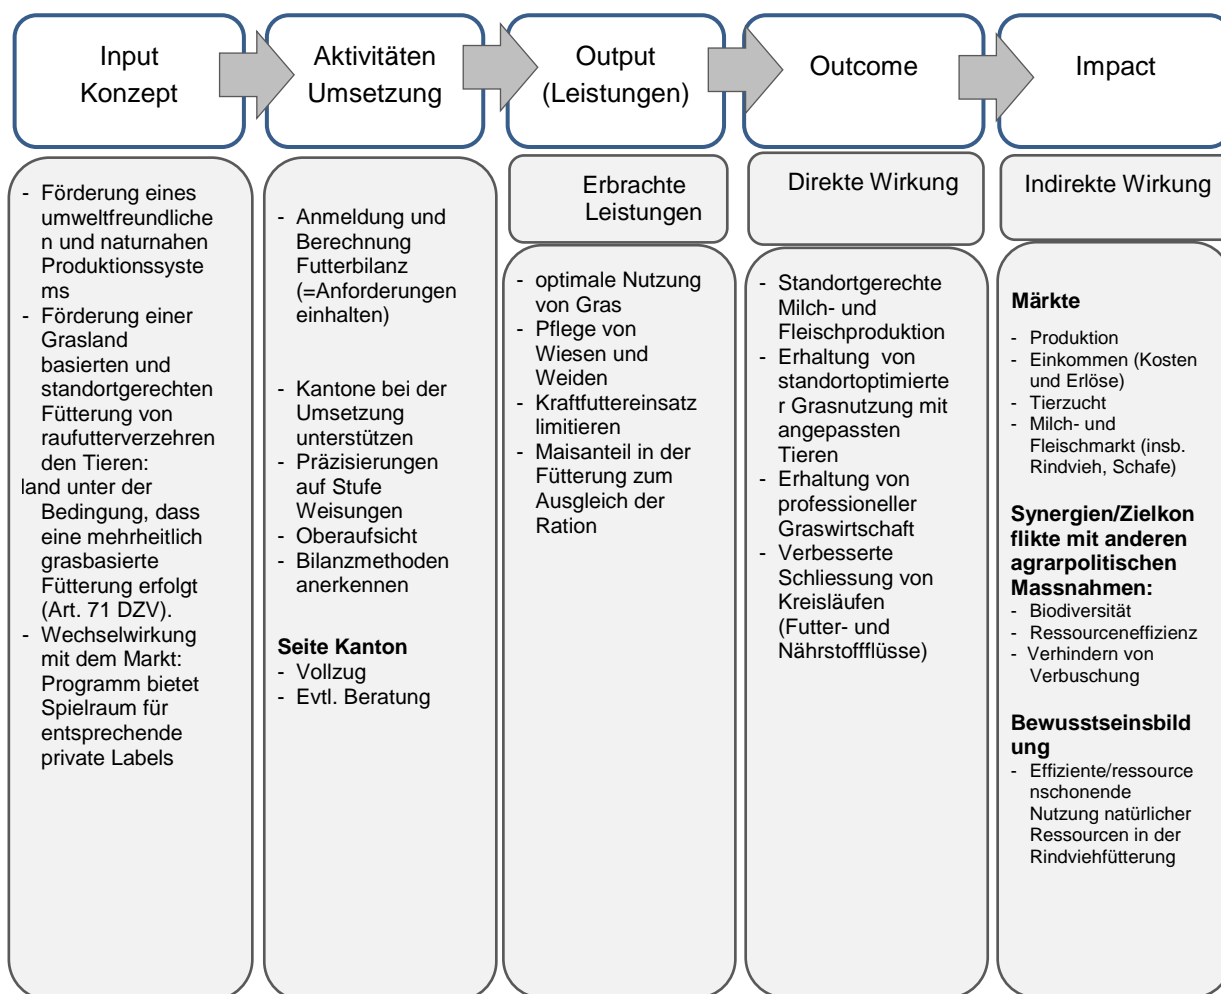 Input
Konzept
Aktivitäten
Umsetzung
Output
(Leistungen)
Outcome
Impact
- Förderung eines
umweltfreundliche
n und naturnahen
Produktionssyste
ms
- Förderung einer
Grasland
basierten und
standortgerechten
Fütterung von
raufutterverzehren
den Tieren:
land unter der
Bedingung, dass
eine mehrheitlich
grasbasierte
Fütterung erfolgt
(Art. 71 DZV).
- Wechselwirkung
mit dem Markt:
Programm bietet
Spielraum für
entsprechende
private Labels
- Anmeldung und
Berechnung
Futterbilanz
(=Anforderungen
einhalten)
- Kantone bei der
Umsetzung
unterstützen
- Präzisierungen
auf Stufe
Weisungen
- Oberaufsicht
- Bilanzmethoden
anerkennen
Seite Kanton
- Vollzug
- Evtl. Beratung
Erbrachte
Leistungen
- optimale Nutzung
von Gras
- Pflege von
Wiesen und
Weiden
- Kraftfuttereinsatz
limitieren
- Maisanteil in der
Fütterung zum
Ausgleich der
Ration
Direkte Wirkung
- Standortgerechte
Milch- und
Fleischproduktion
- Erhaltung von
standortoptimierte
r Grasnutzung mit
angepassten
Tieren
- Erhaltung von
professioneller
Graswirtschaft
- Verbesserte
Schliessung von
Kreisläufen
(Futter- und
Nährstoffflüsse)
Indirekte Wirkung
Märkte
- Produktion
- Einkommen (Kosten
und Erlöse)
- Tierzucht
- Milch- und
Fleischmarkt (insb.
Rindvieh, Schafe)
Synergien/Zielkon
flikte mit anderen
agrarpolitischen
Massnahmen:
- Biodiversität
- Ressourceneffizienz
- Verhindern von
Verbuschung
Bewusstseinsbild
ung
- Effiziente/ressource
nschonende
Nutzung natürlicher
Ressourcen in der
Rindviehfütterung